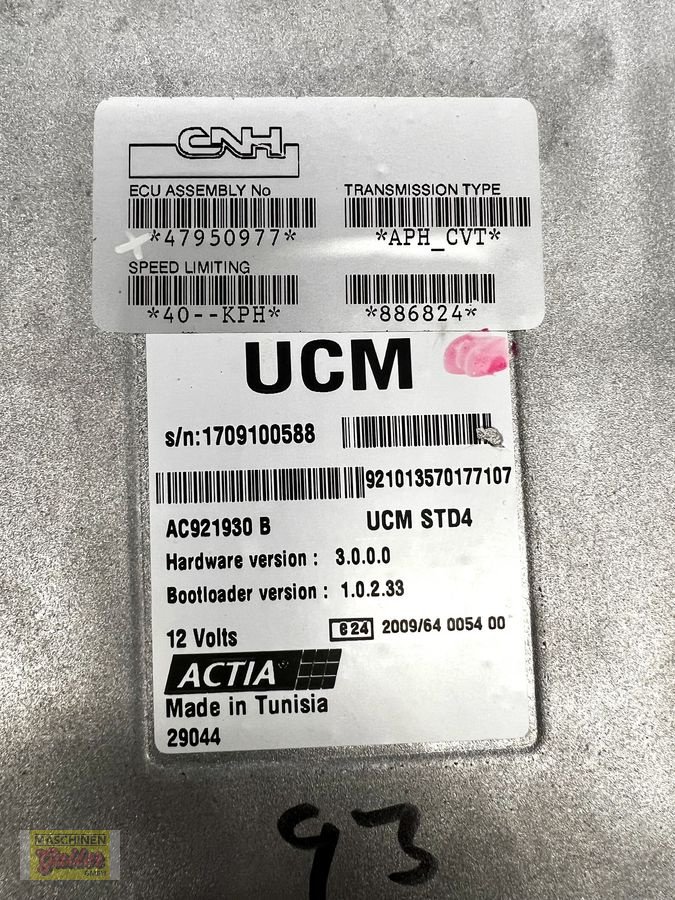 CNH
ECU ASSEMBLY No TRANSMISSION TYPE
*47950977* *APH_CVT*
SPEED LIMITING
*40--KPH* *886824*
UCM
s/n:1709100588
921013570177107
AC921930 B UCM STD4
Hardware version : 3.0.0.0
Bootloader version : 1.0.2.33
12 Volts e24 2009/64 0054 00
ACTIA
Made in Tunisia
29044
93
MASCHINEN
Gailer
GMBH